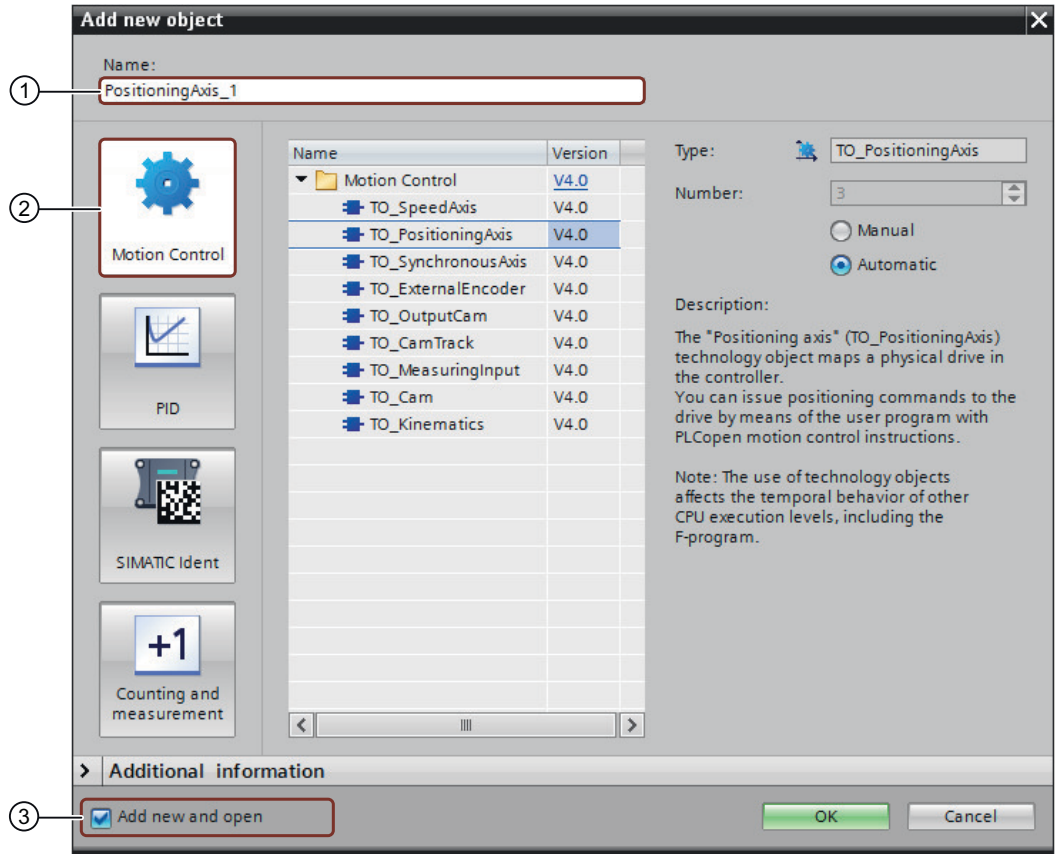 Add new object
Name:
1
PositioningAxis_1
2
Motion Control
PID
SIMATIC Ident
+1
Counting and
measurement
Name Version
Motion Control V4.0
TO_SpeedAxis V4.0
TO_PositioningAxis V4.0
TO_SynchronousAxis V4.0
TO_ExternalEncoder V4.0
TO_OutputCam V4.0
TO_CamTrack V4.0
TO_MeasuringInput V4.0
TO_Cam V4.0
TO_Kinematics V4.0
Type: TO_PositioningAxis
Number: 3
Manual
Automatic
Description:
The "Positioning axis" (TO_PositioningAxis)
technology object maps a physical drive in
the controller.
You can issue positioning commands to the
drive by means of the user program with
PLCopen motion control instructions.
Note: The use of technology objects
affects the temporal behavior of other
CPU execution levels, including the
F-program.
Additional information
3
Add new and open
OK Cancel